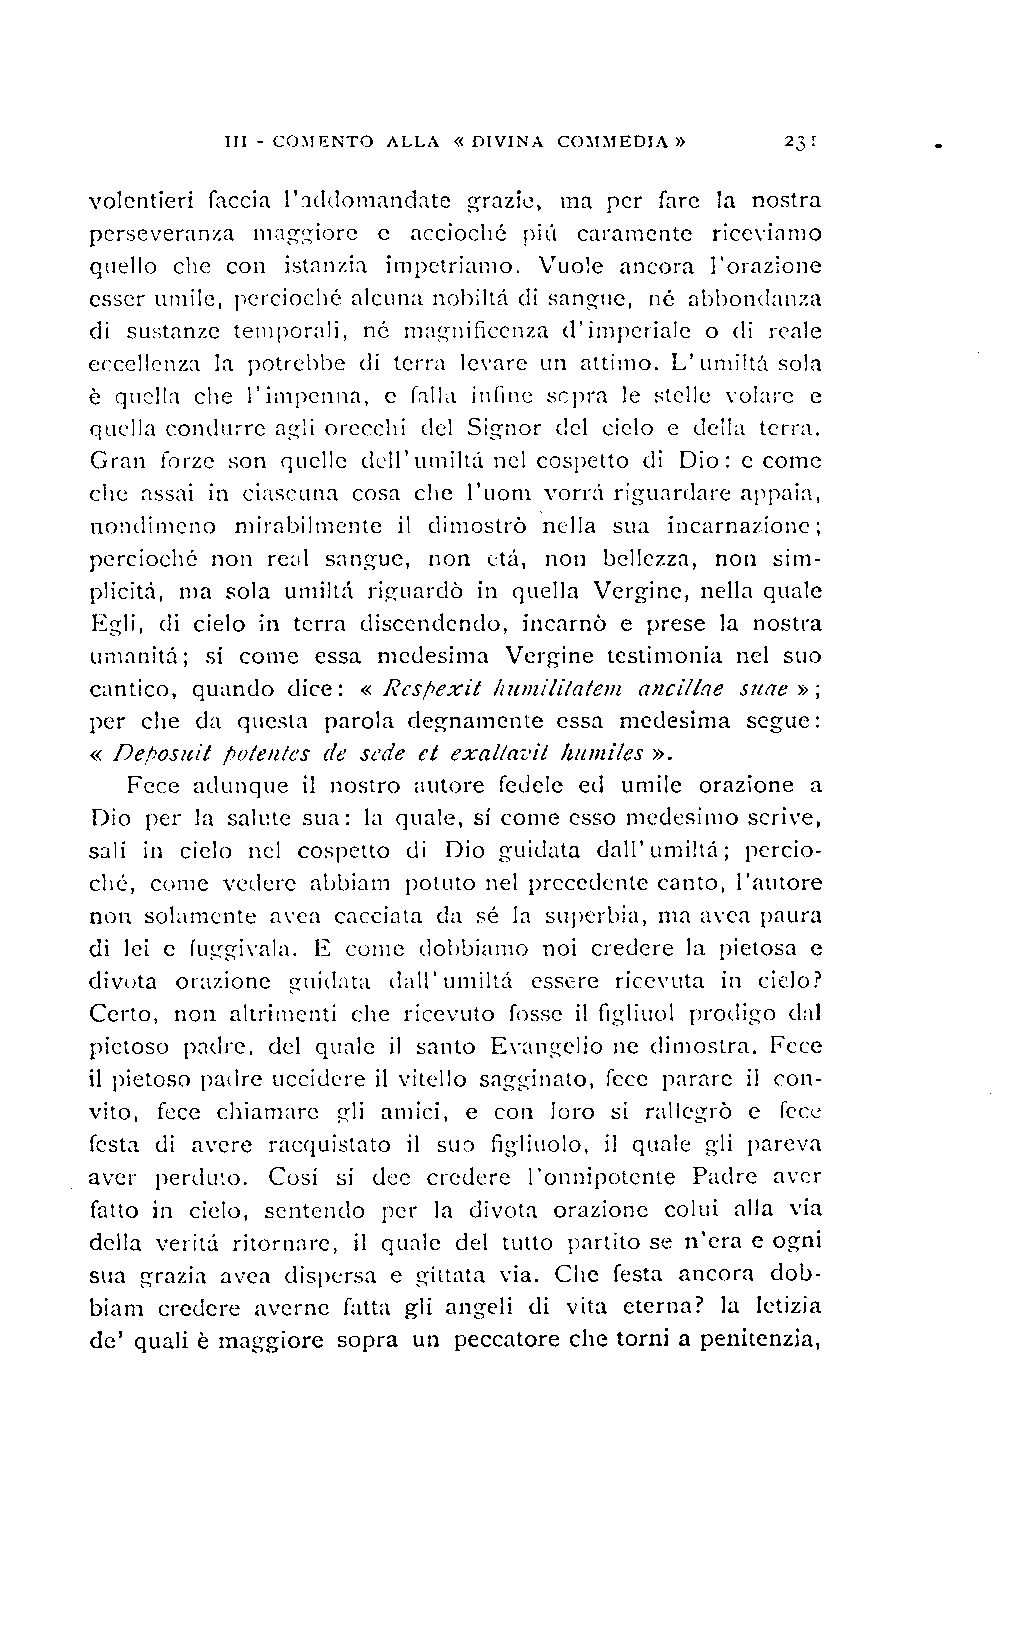 III - COMENTO ALLA « DIVINA COMMEDIA » 231
volentieri faccia l'addomandate grazie, ma per fare la nostra
perseveranza maggiore e accioché piú caramente riceviamo
quello che con istanzia impetriamo. Vuole ancora l'orazione
esser umile, percioché alcuna nobiltá di sangue, né abbondanza
di sustanze temporali, né magnificenza d'imperiale o di reale
eccellenza la potrebbe di terra levare un attimo. L'umiltá sola
è quella che l'impenna, e falla infine sopra le stelle volare e
quella condurre agli orecchi del Signor del cielo e della terra.
Gran forze son quelle dell'umiltá nel cospetto di Dio: e come
che assai in ciascuna cosa che l'uom vorrá riguardare appaia,
nondimeno mirabilmente il dimostrò nella sua incarnazione;
percioché non real sangue, non etá, non bellezza, non sim-
plicitá, ma sola umiltá riguardò in quella Vergine, nella quale
Egli, di cielo in terra discendendo, incarnò e prese la nostra
umanitá; sí come essa medesima Vergine testimonia nel suo
cantico, quando dice: « Respexit humilitatem ancillae suae »;
per che da questa parola degnamente essa medesima segue:
« Deposuit potentes de sede et exaltavit humiles ».
Fece adunque il nostro autore fedele ed umile orazione a
Dio per la salute sua: la quale, sí come esso medesimo scrive,
salí in cielo nel cospetto di Dio guidata dall'umiltá; percio-
ché, come vedere abbiam potuto nel precedente canto, l'autore
non solamente avea cacciata da sé la superbia, ma avea paura
di lei e fuggivala. E come dobbiamo noi credere la pietosa e
divota orazione guidata dall'umiltá essere ricevuta in cielo?
Certo, non altrimenti che ricevuto fosse il figliuol prodigo dal
pietoso padre, del quale il santo Evangelio ne dimostra. Fece
il pietoso padre uccidere il vitello sagginato, fece parare il con-
vito, fece chiamare gli amici, e con loro si rallegrò e fece
festa di avere racquistato il suo figliuolo, il quale gli pareva
aver perduto. Cosí si dee credere l'onnipotente Padre aver
fatto in cielo, sentendo per la divota orazione colui alla via
della veritá ritornare, il quale del tutto partito se n'era e ogni
sua grazia avea dispersa e gittata via. Che festa ancora dob-
biam credere averne fatta gli angeli di vita eterna? la letizia
de' quali è maggiore sopra un peccatore che torni a penitenzia,